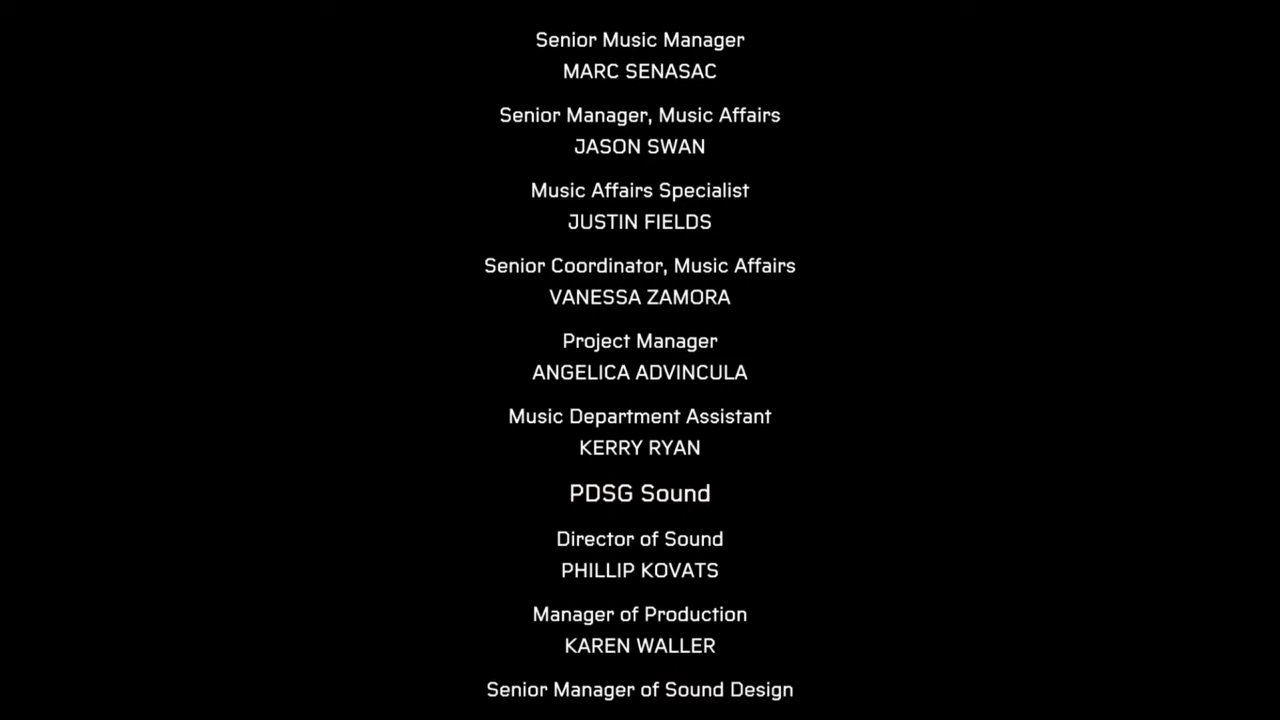 Senior Music Manager
MARC SENASAC
Senior Manager, Music Affairs
JASON SWAN
Music Affairs Specialist
JUSTIN FIELDS
Senior Coordinator, Music Affairs
VANESSA ZAMORA
Project Manager
ANGELICA ADVINCULA
Music Department Assistant
KERRY RYAN
PDSG Sound
Director of Sound
PHILLIP KOVATS
Manager of Production
KAREN WALLER
Senior Manager of Sound Design